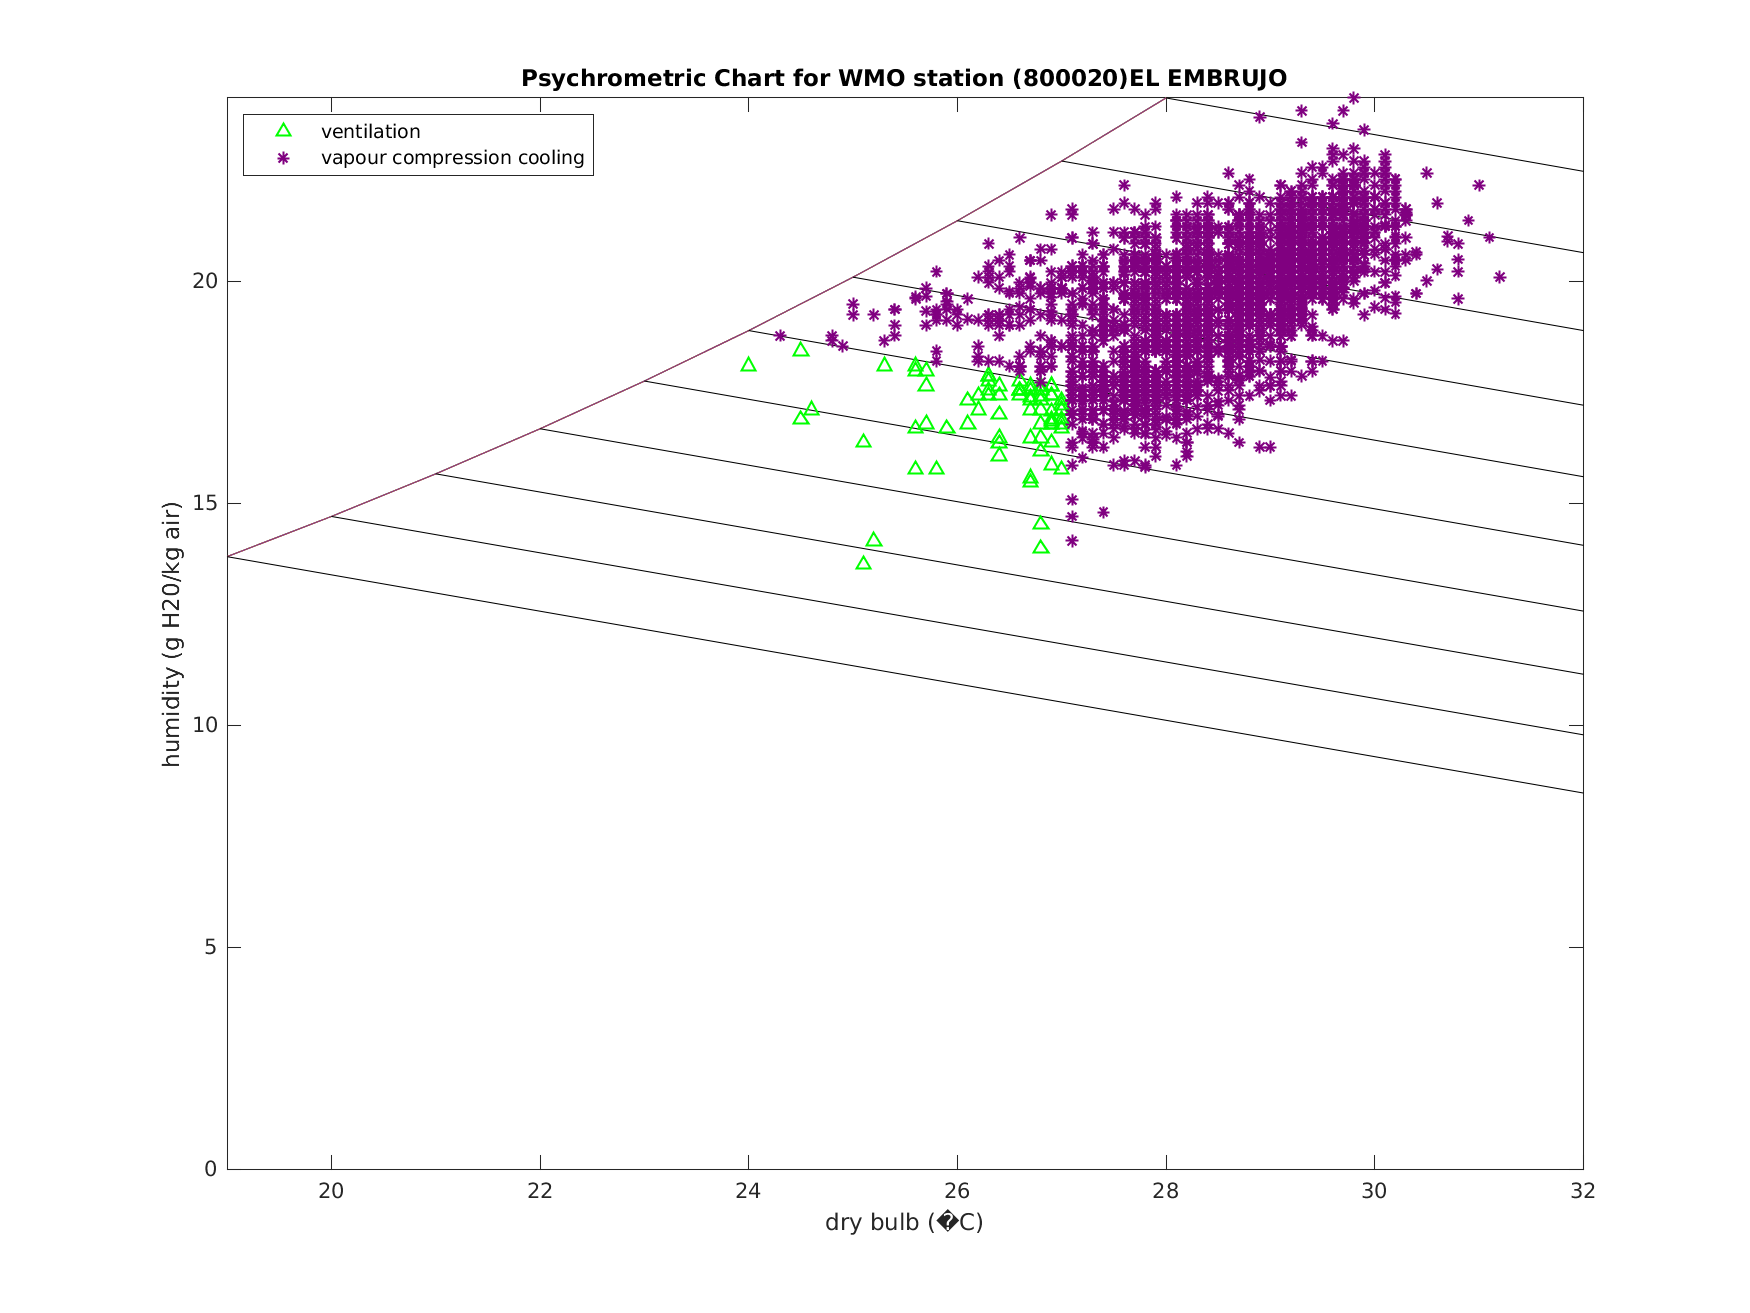 Psychrometric Chart for WMO station (800020)EL EMBRUJO
ventilation
vapour compression cooling
20
15
10
5
0
humidity (g H20/kg air)
20 22 24 26 28 30 32
dry bulb (�C)